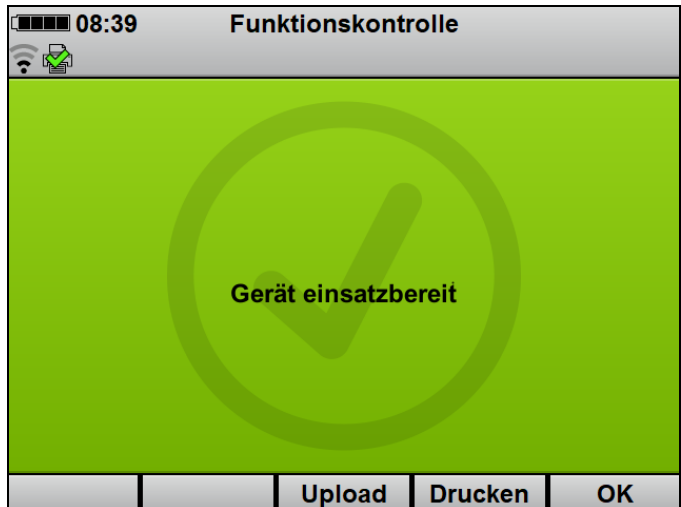 08:39 Funktionskontrolle
Gerät einsatzbereit
Upload Drucken OK